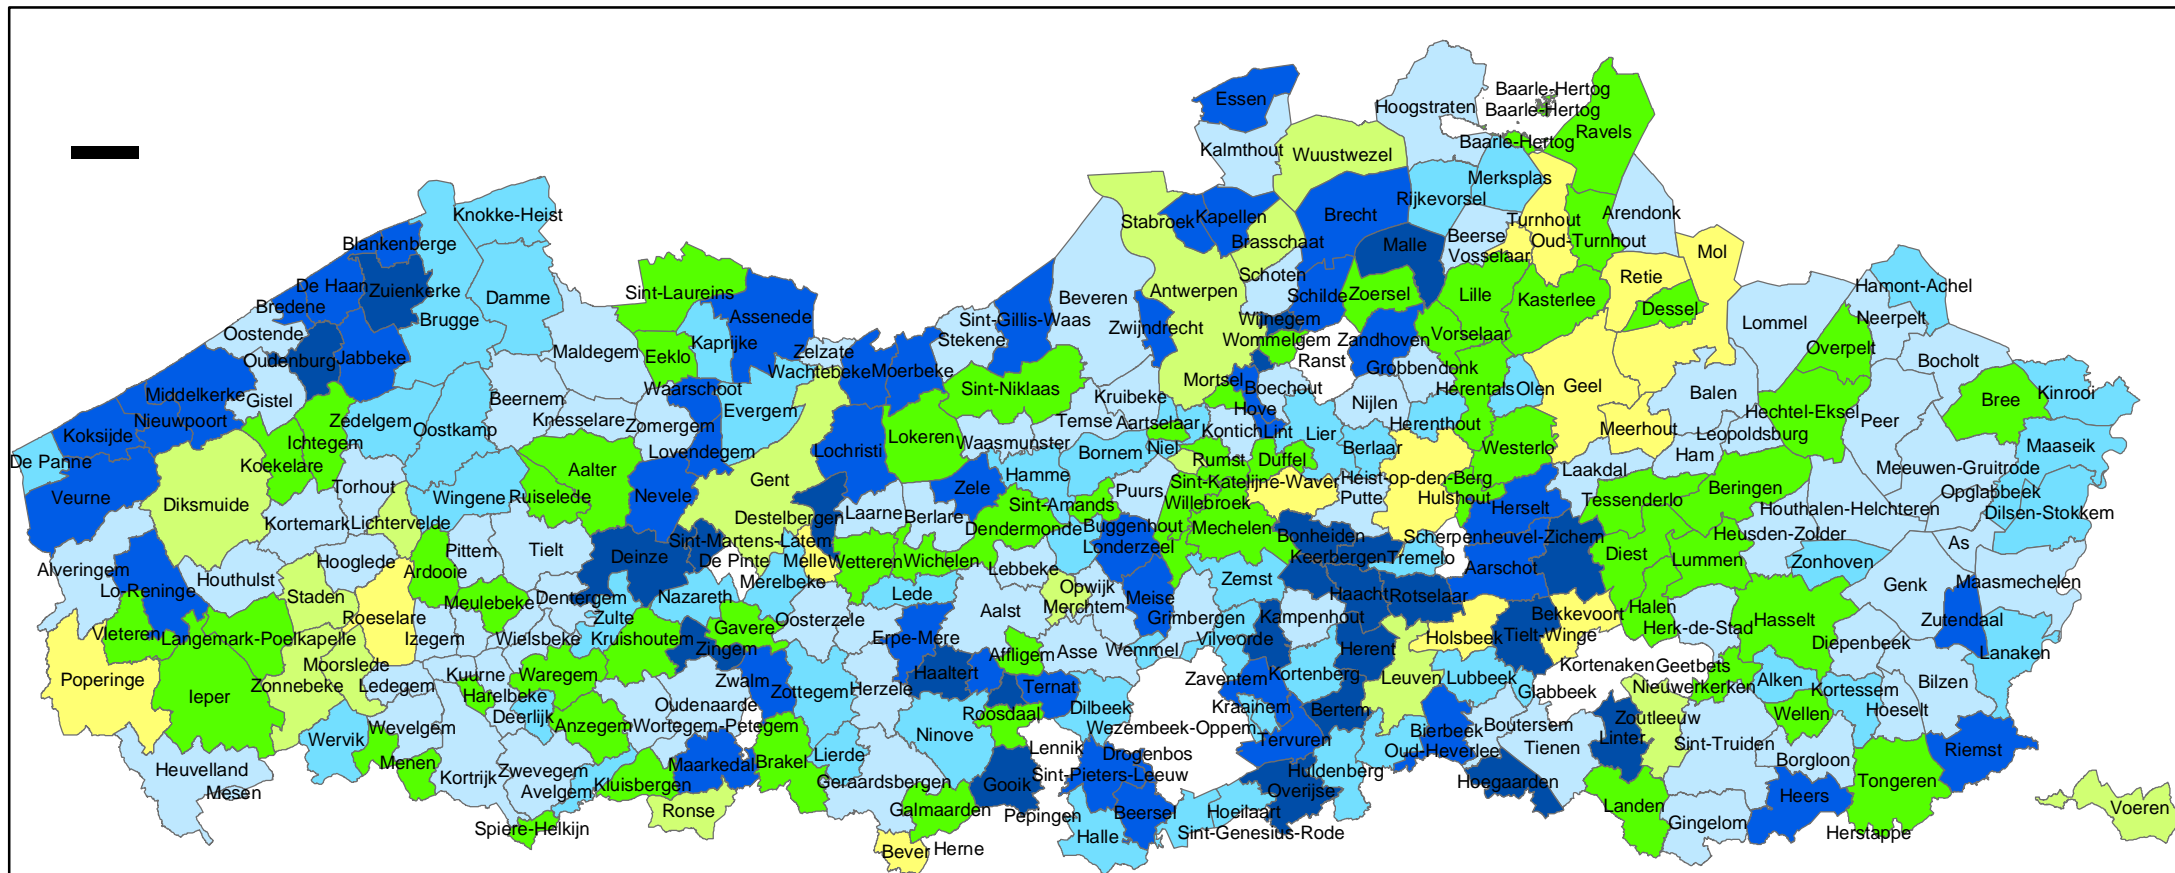 Baarle-Hertog
Essen
Hoogstraten
Baarle-Hertog
Ravels
Baarle-Hertog
Kalmthout
Wuustwezel
Merksplas
Rijkevorsel
Knokke-Heist
Stabroek
Kapellen
Brecht
Turnhout
Arendonk
Blankenberge
Brasschaat
Malle
Beerse
Oud-Turnhout
Vosselaar
Mol
De Haan
Zuienkerke
Damme
Sint-Laureins
Schoten
Retie
Hamont-Achel
Bredene
Brugge
Assenede
Beveren
Antwerpen
Schilde
Zoersel
Lille
Kasterlee
Dessel
Oostende
Sint-Gillis-Waas
Zwijndrecht
Wijnegem
Lommel
Neerpelt
Oudenburg
Jabbeke
Maldegem
Eeklo
Kaprijke
Zelzate
Stekene
Wommelgem
Zandhoven
Vorselaar
Overpelt
Ranst
Bocholt
Wachtebeke
Moerbeke
Grobbendonk
Middelkerke
Gistel
Beernem
Waarschoot
Sint-Niklaas
Mortsel
Boechout
Herentals
Olen
Geel
Balen
Bree
Kinrooi
Nieuwpoort
Zedelgem
Knesselare
Evergem
Kruibeke
Hove
Nijlen
Hechtel-Eksel
Peer
Koksijde
Ichtegem
Oostkamp
Zomergem
Lokeren
Temse
Aartselaar
Kontich
Lint
Lier
Herenthout
Meerhout
Leopoldsburg
De Panne
Koekelare
Lovendegem
Lochristi
Waasmunster
Bornem
Niel
Berlaar
Westerlo
Ham
Maaseik
Veurne
Torhout
Wingene
Ruiselede
Aalter
Nevele
Gent
Zele
Hamme
Rumst
Duffel
Laakdal
Meeuwen-Gruitrode
Diksmuide
Sint-Katelijne-Waver
Heist-op-den-Berg
Puurs
Putte
Hulshout
Tessenderlo
Beringen
Opglabbeek
Kortemark
Lichtervelde
Destelbergen
Laarne
Berlare
Sint-Amands
Willebroek
Herselt
Houthalen-Helchteren
Dilsen-Stokkem
Dendermonde
Buggenhout
Mechelen
Bonheiden
Scherpenheuvel-Zichem
Heusden-Zolder
Alveringem
Hooglede
Pittem
Tielt
Deinze
Sint-Martens-Latem
De Pinte
Melle
Wetteren
Wichelen
Londerzeel
Keerbergen
Tremelo
Diest
Lummen
Zonhoven
As
Lo-Reninge
Houthulst
Ardooie
Merelbeke
Lebbeke
Opwijk
Zemst
Aarschot
Genk
Maasmechelen
Staden
Meulebeke
Dentergem
Nazareth
Lede
Aalst
Merchtem
Meise
Haacht
Rotselaar
Halen
Roeselare
Zulte
Oosterzele
Grimbergen
Kampenhout
Bekkevoort
Hasselt
Zutendaal
Vleteren
Langemark-Poelkapelle
Izegem
Wielsbeke
Kruishoutem
Gavere
Erpe-Mere
Vilvoorde
Holsbeek
Tielt-Winge
Herk-de-Stad
Diepenbeek
Moorslede
Zingem
Affligem
Asse
Wemmel
Herent
Lanaken
Poperinge
Ieper
Zonnebeke
Ledegem
Kuurne
Waregem
Zwalm
Zottegem
Herzele
Haaltert
Ternat
Zaventem
Kortenberg
Leuven
Lubbeek
Kortenaken
Geetbets
Alken
Bilzen
Harelbeke
Oudenaarde
Glabbeek
Nieuwerkerken
Kortessem
Wevelgem
Deerlijk
Anzegem
Wortegem-Petegem
Roosdaal
Dilbeek
Kraainem
Bertem
Hoeselt
Wervik
Ninove
Wezembeek-Oppem
Bierbeek
Boutersem
Zoutleeuw
Wellen
Menen
Lierde
Lennik
Drogenbos
Tervuren
Oud-Heverlee
Tienen
Linter
Sint-Truiden
Riemst
Heuvelland
Kortrijk
Zwevegem
Maarkedal
Brakel
Geraardsbergen
Sint-Pieters-Leeuw
Huldenberg
Borgloon
Mesen
Avelgem
Kluisbergen
Gooik
Overijse
Hoegaarden
Tongeren
Ronse
Galmaarden
Pepingen
Beersel
Hoeilaart
Landen
Heers
Voeren
Spiere-Helkijn
Halle
Sint-Genesius-Rode
Gingelom
Herstappe
Bever
Herne